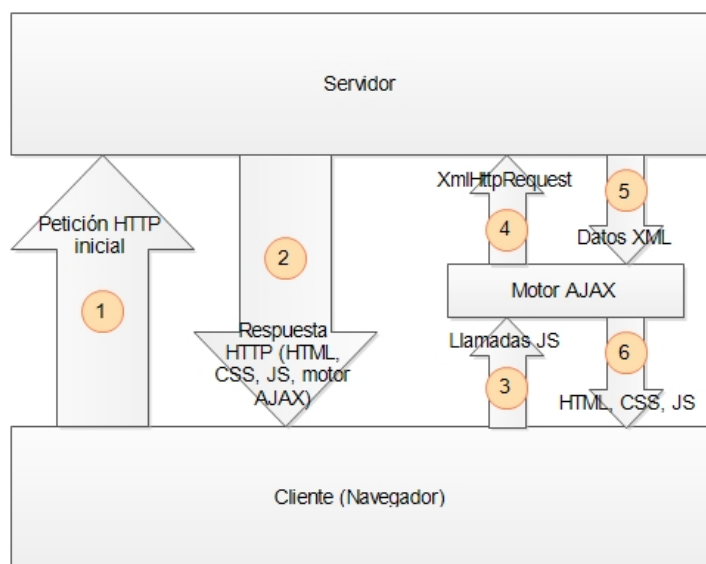 Servidor
Petición HTTP
inicial
1
2
Respuesta
HTTP (HTML,
CSS, JS, motor
AJAX)
XmlHttpRequest
4
5
Datos XML
Motor AJAX
Llamadas JS
3
6
HTML, CSS, JS
Cliente (Navegador)